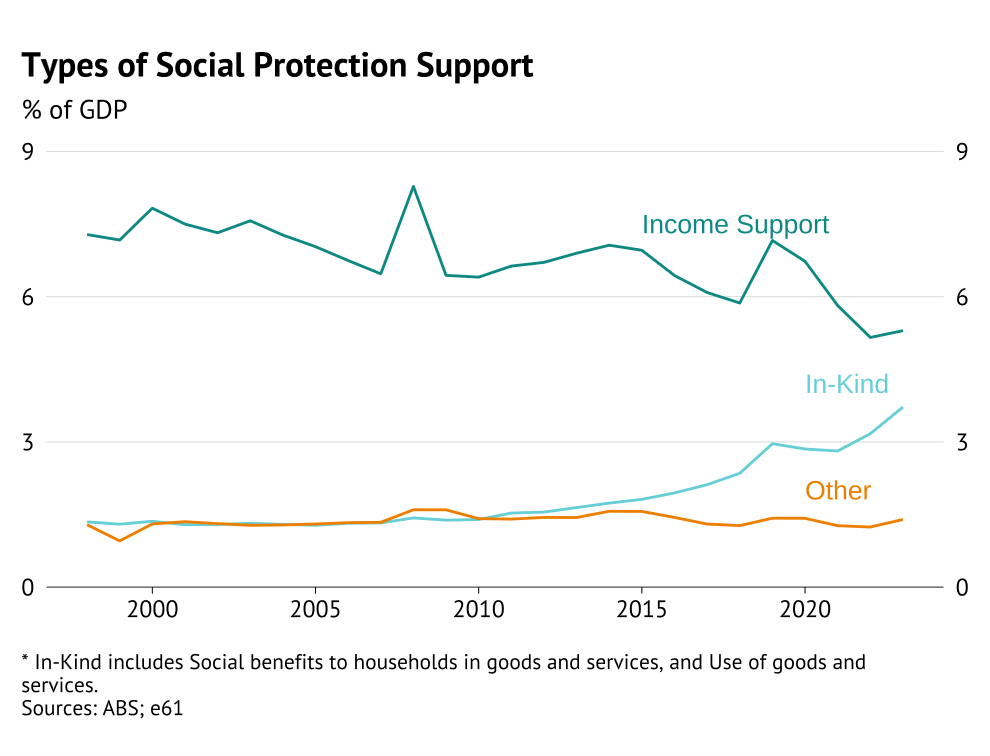 Types of Social Protection Support
% of GDP
9 9
Income Support
6 6
In-Kind
3 3
Other
0 0
2000 2005 2010 2015 2020
* In-Kind includes Social benefits to households in goods and services, and Use of goods and
services.
Sources: ABS; e61